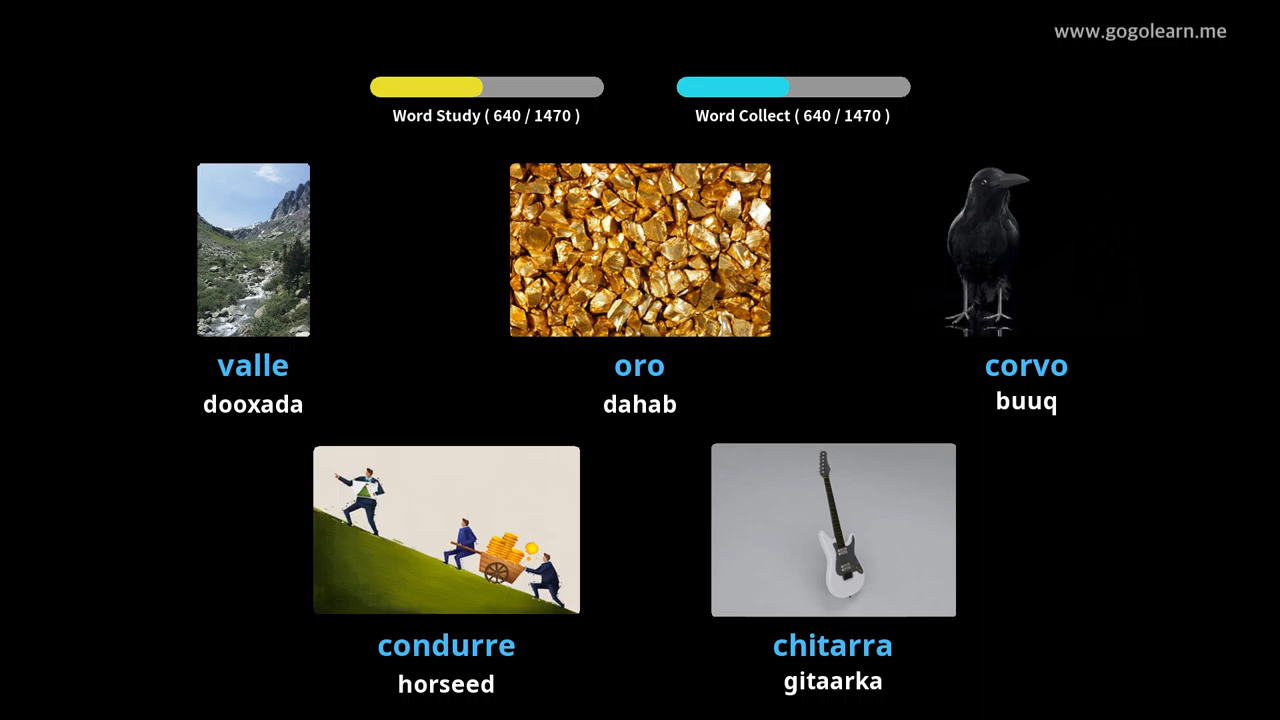 www.gogolearn.me
Word Study ( 640 / 1470 )
Word Collect ( 640 / 1470 )
valle
dooxada
oro
dahab
corvo
buuq
condurre
horseed
chitarra
gitaarka